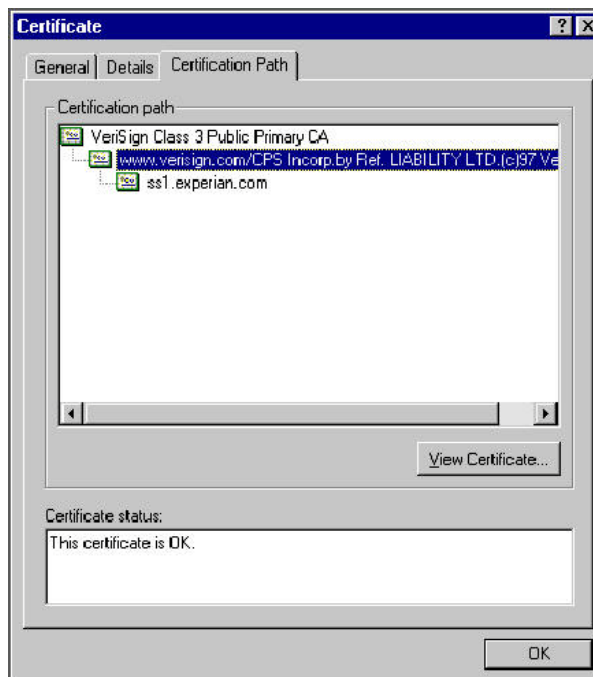 Certificate
General
Details
Certification Path
Certification path
VeriSign Class 3 Public Primary CA
www.verisign.com/CPS Incorp.by Ref. LIABILITY LTD.(c)97 Ve
ss1.experian.com
View Certificate...
Certificate status:
This certificate is OK.
OK